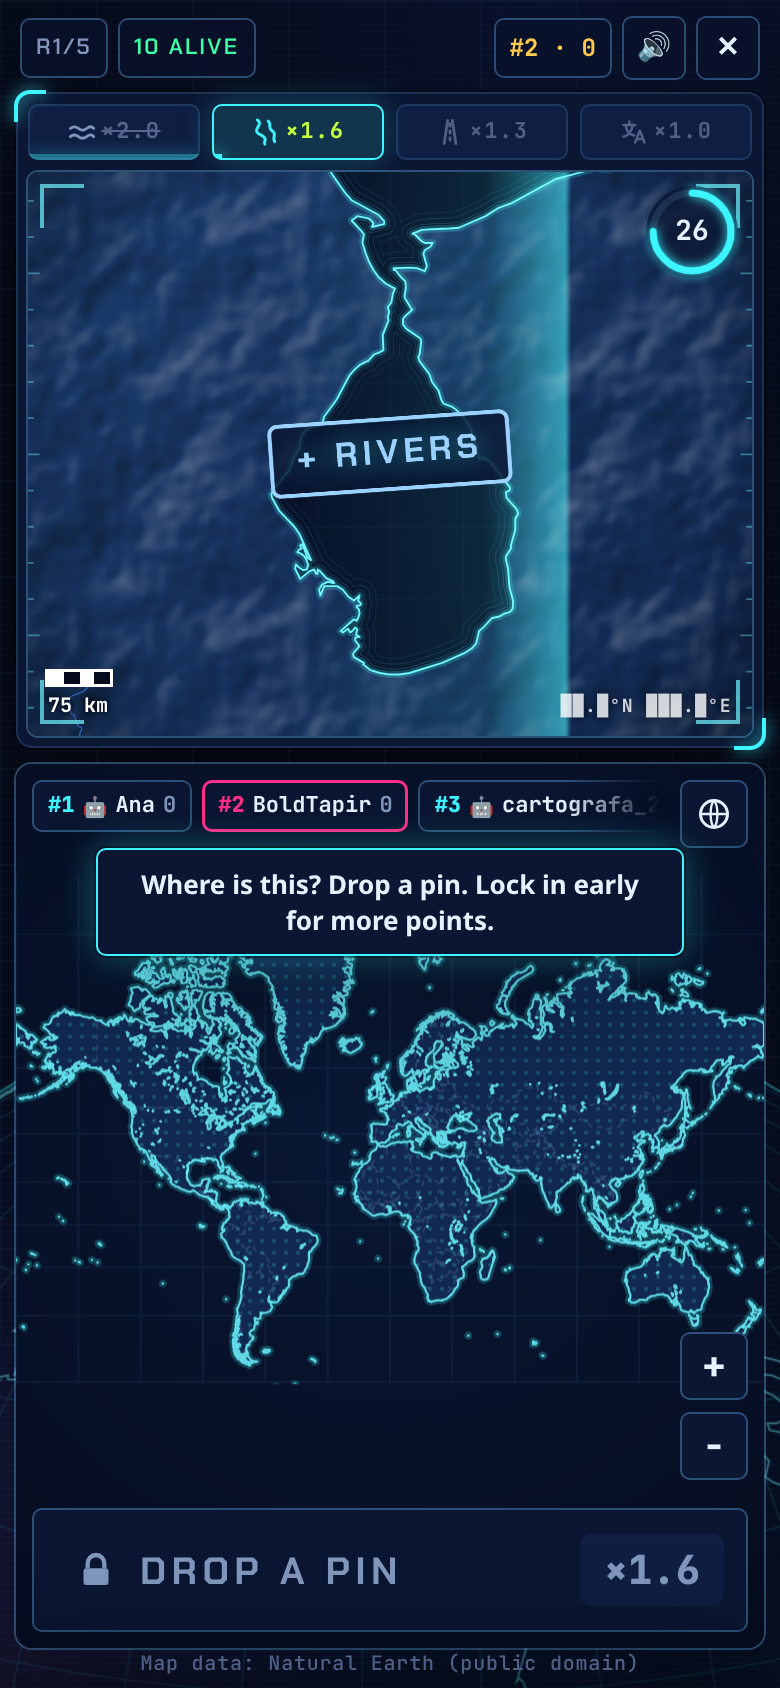 R1/5
10 ALIVE
#2 · 0
×2.0
×1.6
×1.3
×1.0
26
+ RIVERS
75 km
██.█°N ███.█°E
#1 Ana 0
#2 BoldTapir 0
#3 cartografa_2
Where is this? Drop a pin. Lock in early
for more points.
+
-
DROP A PIN
×1.6
Map data: Natural Earth (public domain)